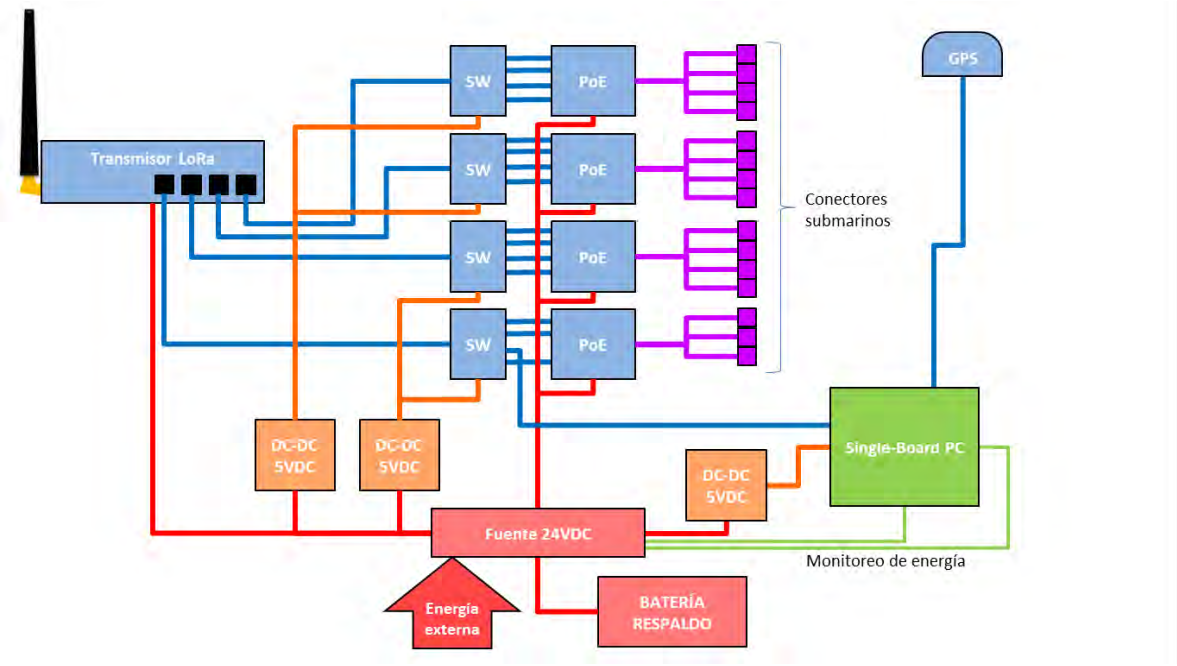 GPS
SW
PoE
Transmisor LoRa
SW
PoE
Conectores
submarinos
SW
PoE
SW
PoE
DC-DC
5VDC
DC-DC
5VDC
Single-Board PC
DC-DC
5VDC
Fuente 24VDC
Monitoreo de energía
Energía
externa
BATERÍA
RESPALDO